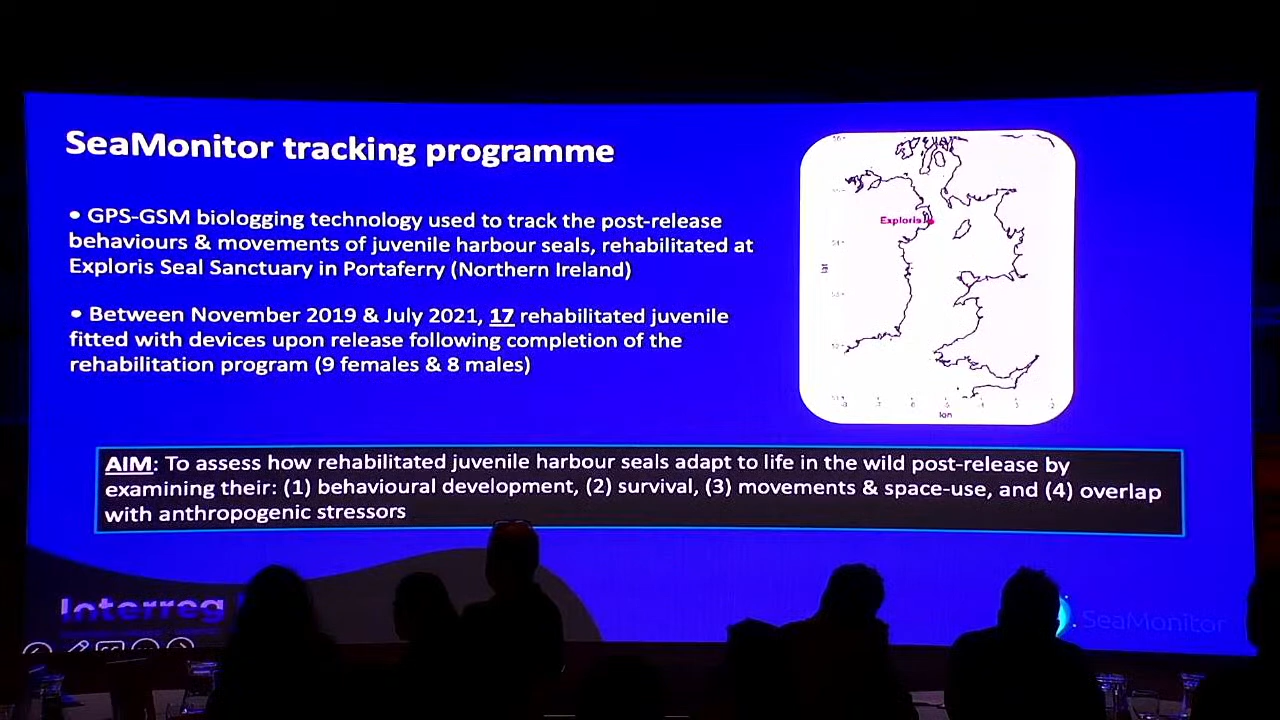 SeaMonitor tracking programme
• GPS-GSM biologging technology used to track the post-release
behaviours & movements of juvenile harbour seals, rehabilitated at
Exploris Seal Sanctuary in Portaferry (Northern Ireland)
• Between November 2019 & July 2021, 17 rehabilitated juvenile
fitted with devices upon release following completion of the
rehabilitation program (9 females & 8 males)
Exploris
lat
lon
AIM: To assess how rehabilitated juvenile harbour seals adapt to life in the wild post-release by
examining their: (1) behavioural development, (2) survival, (3) movements & space-use, and (4) overlap
with anthropogenic stressors
Interreg
SeaMonitor